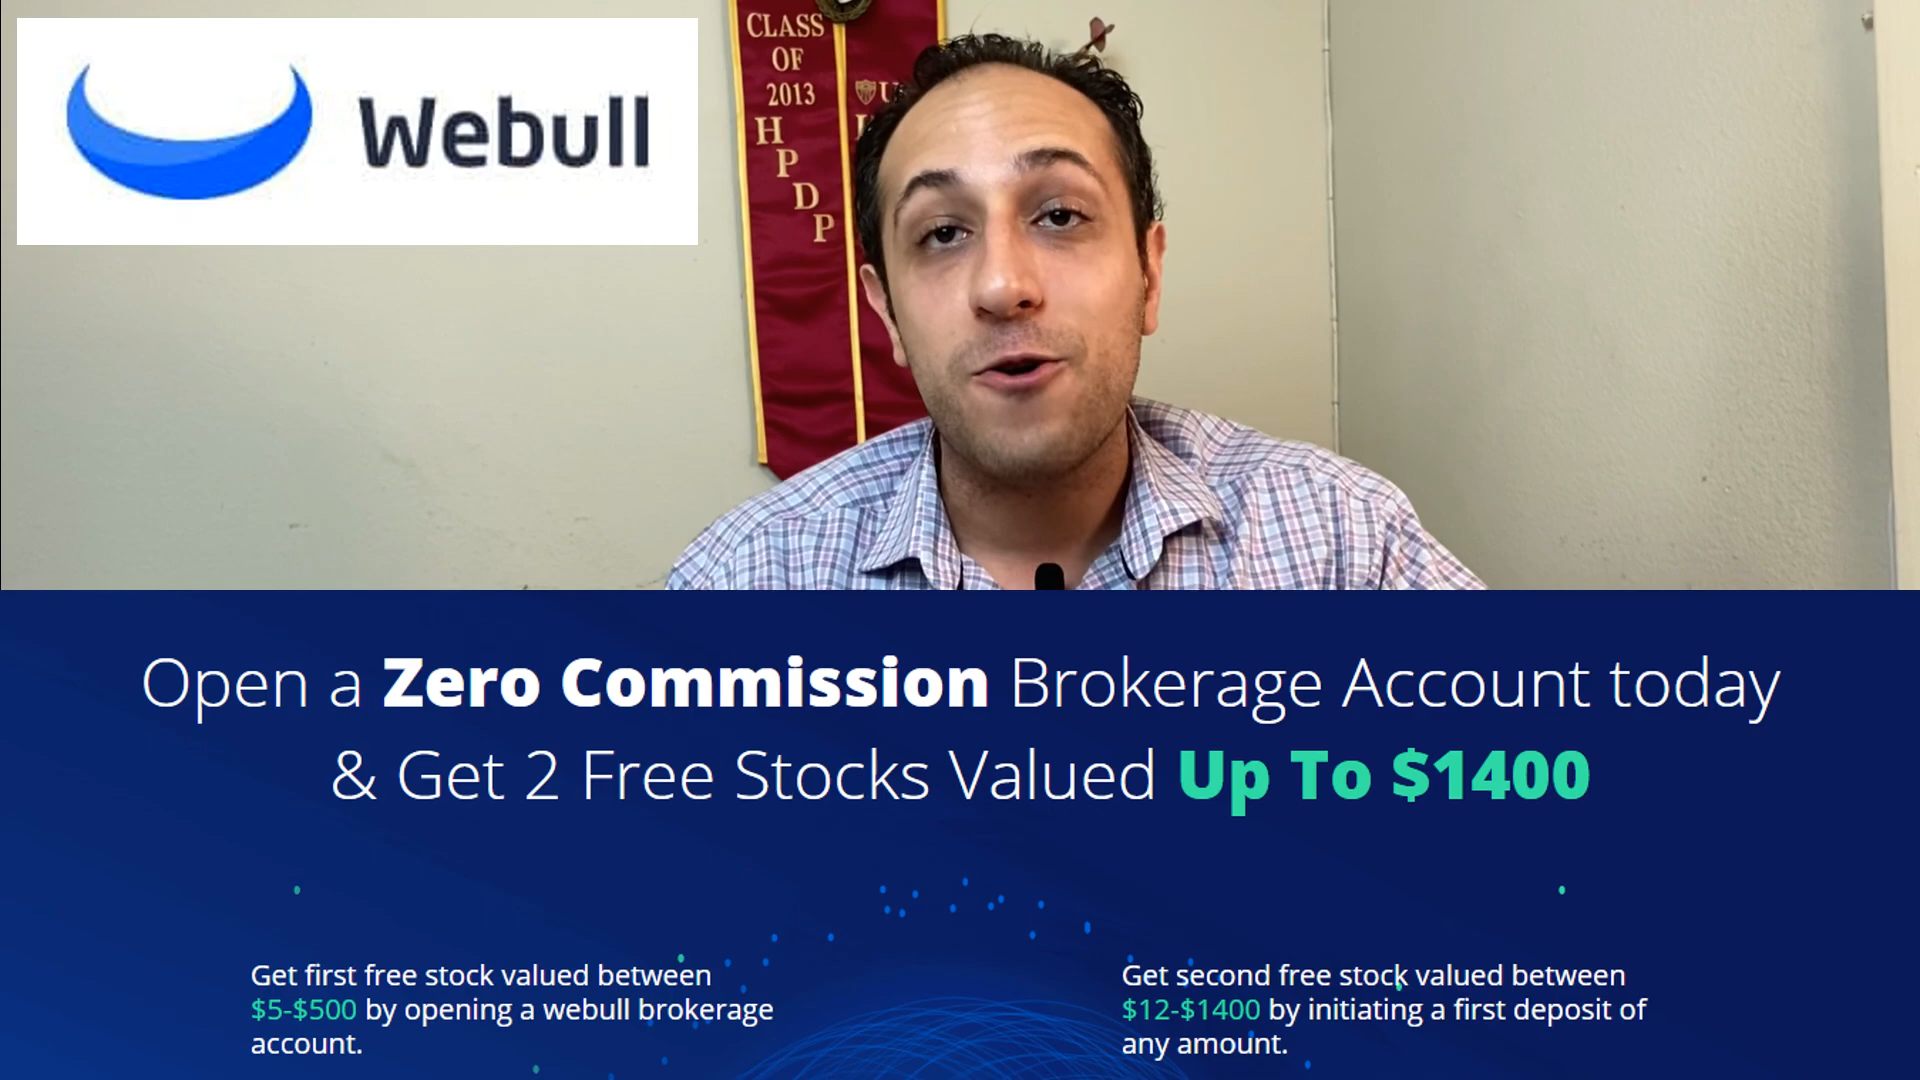 Webull
CLASS
OF
2013
H
P
D
P
U
Open a Zero Commission Brokerage Account today
& Get 2 Free Stocks Valued Up To $1400
Get first free stock valued between
$5-$500 by opening a webull brokerage
account.
Get second free stock valued between
$12-$1400 by initiating a first deposit of
any amount.